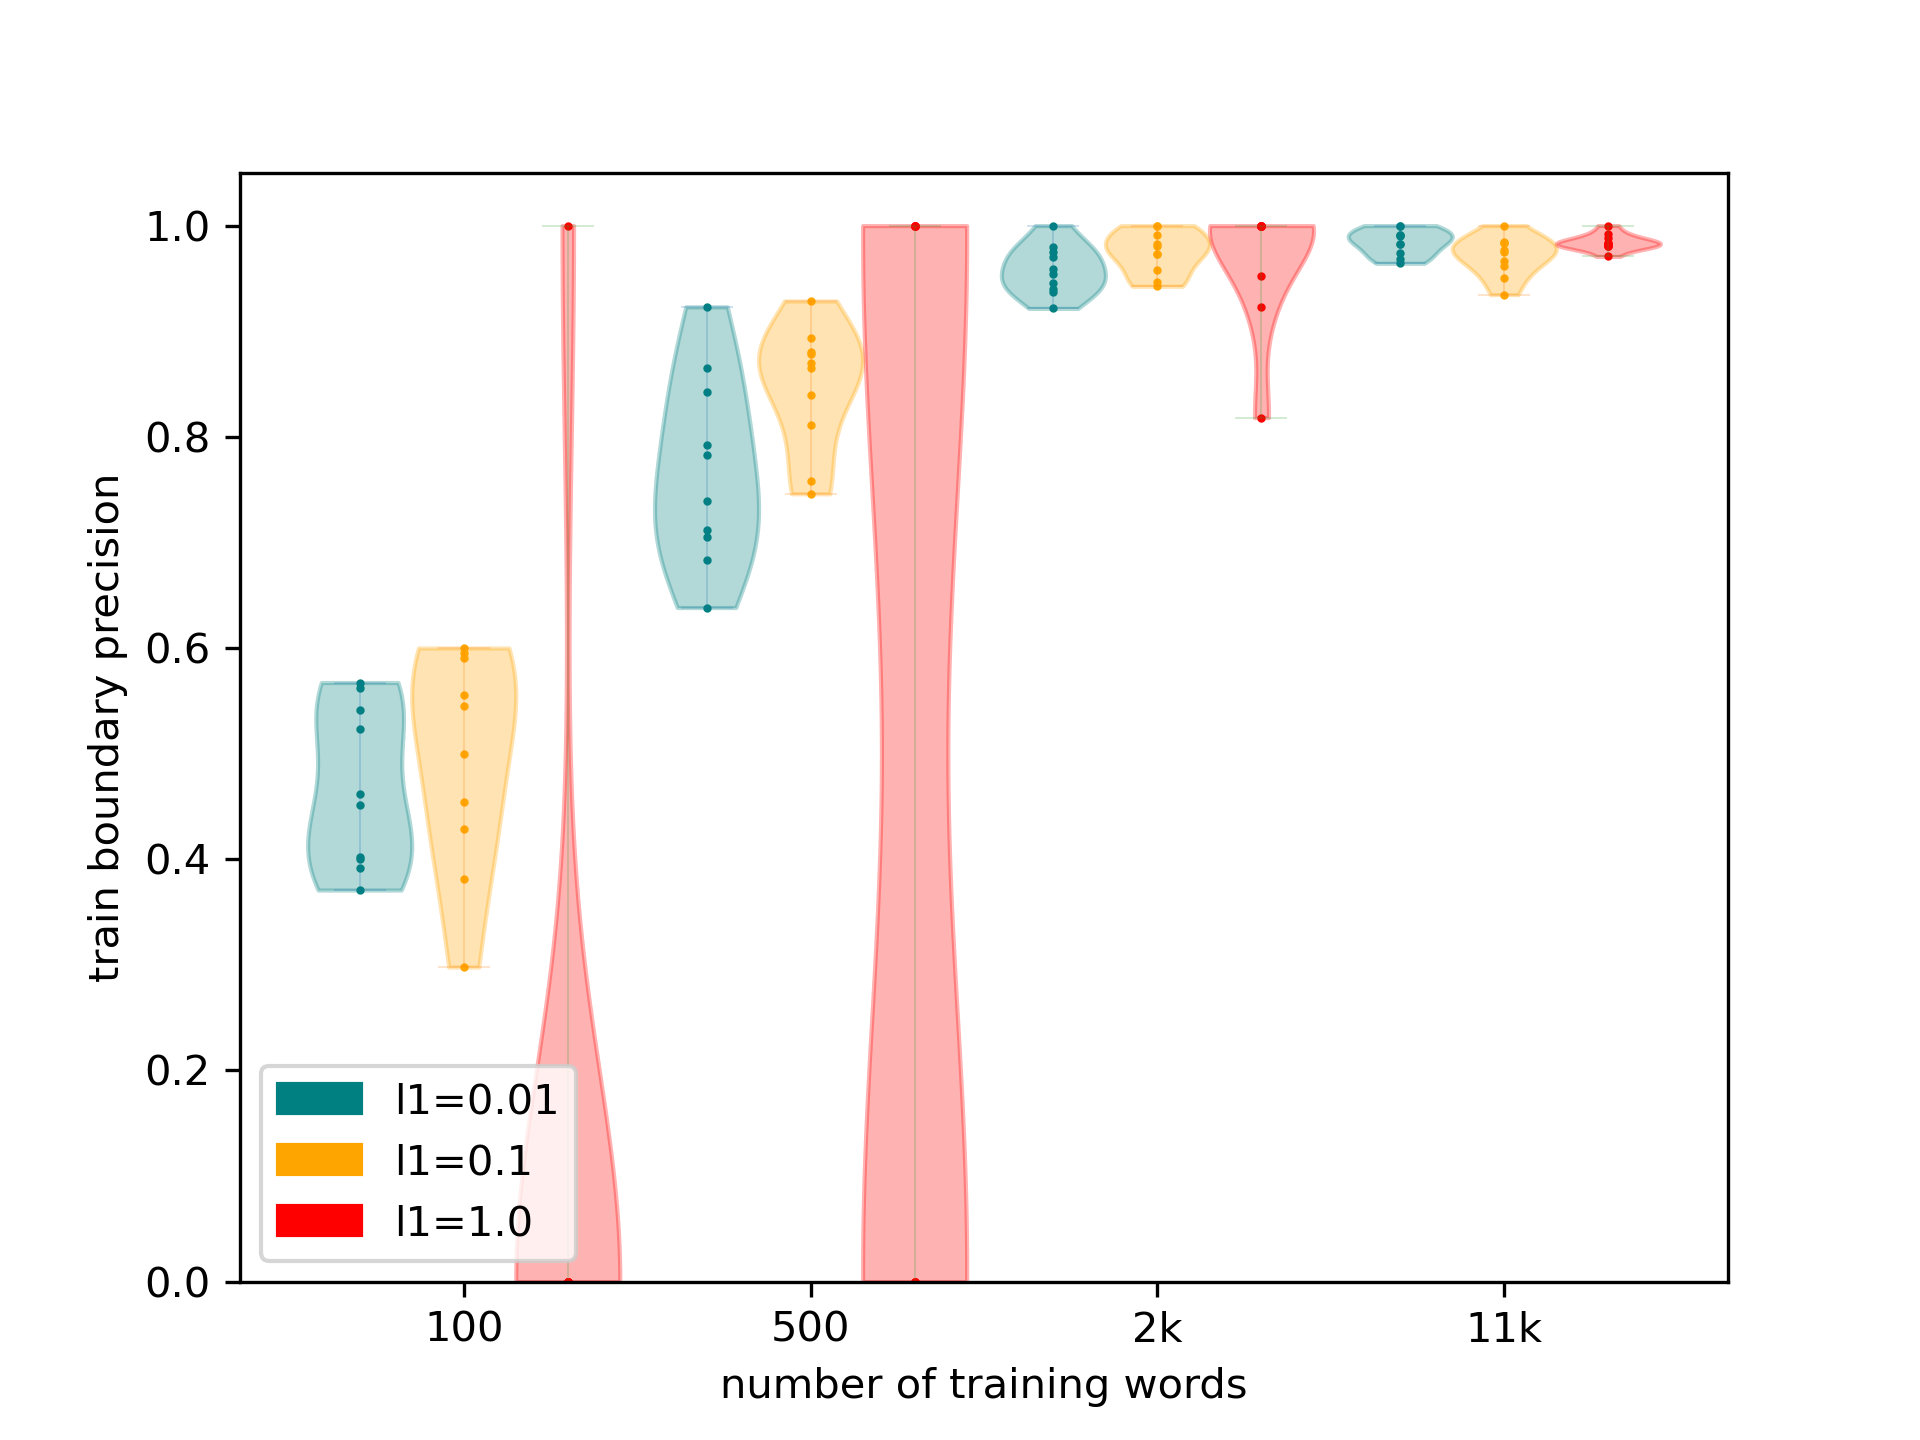 1.0
0.8
0.6
0.4
0.2
0.0
train boundary precision
l1=0.01
l1=0.1
l1=1.0
100 500 2k 11k
number of training words